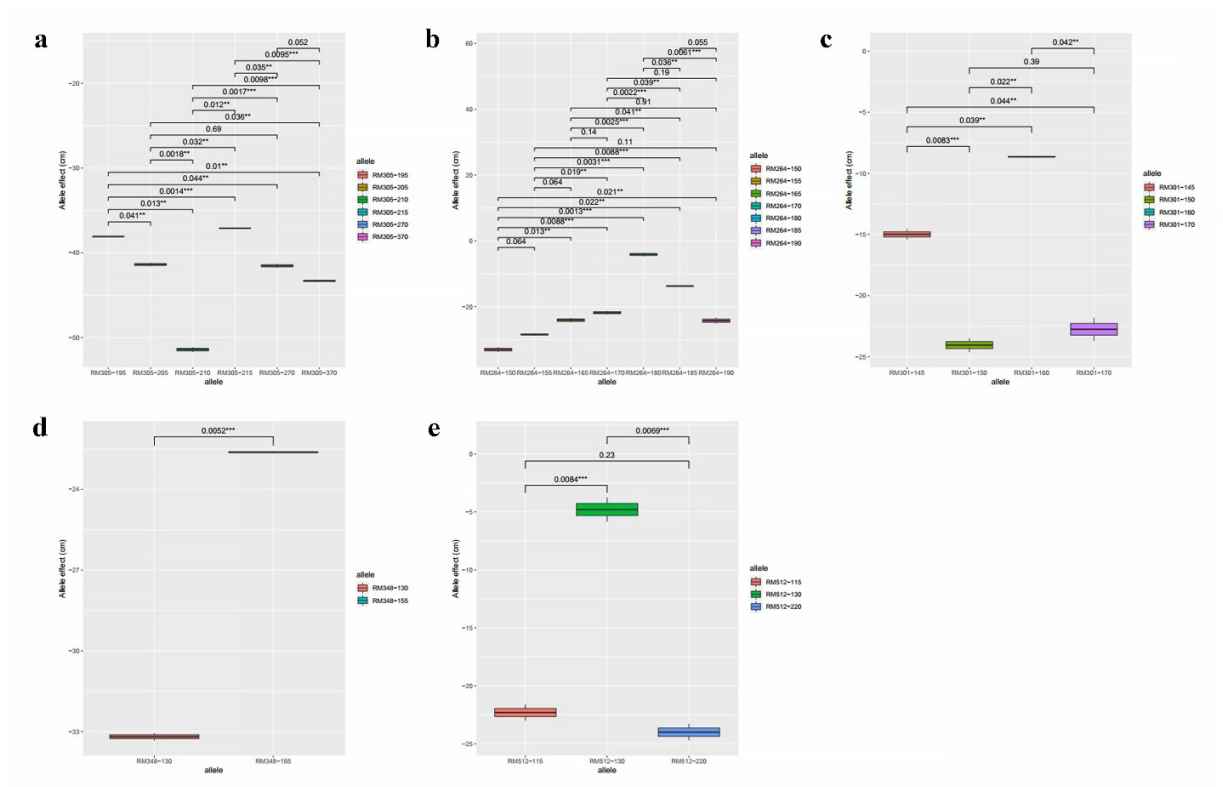 a
0.052
0.0095***
-20
0.035**
0.0098***
0.0017***
0.012**
0.036**
0.69
0.032**
0.0018**
-30
0.01**
0.044**
0.0014***
0.013**
0.041**
-40
-50
Allele effect (cm)
RM305-195 RM305-205 RM305-210 RM305-215 RM305-270 RM305-370
allele
allele
RM305-195
RM305-205
RM305-210
RM305-215
RM305-270
RM305-370
b
60
0.055
0.0061***
0.036**
0.19
0.039**
0.0022***
40
0.91
0.041**
0.0025***
0.14
0.11
0.0088***
0.0031***
20
0.019**
0.064
0.021**
0.022**
0.0013***
0.0088***
0.013**
0
0.064
-20
Allele effect (cm)
RM264-150 RM264-155 RM264-165 RM264-170 RM264-180 RM264-185 RM264-190
allele
allele
RM264-150
RM264-155
RM264-165
RM264-170
RM264-180
RM264-185
RM264-190
c
0
0.042**
0.39
0.022**
-5
0.044**
0.039**
0.0083***
-10
-15
-20
-25
Allele effect (cm)
RM301-145 RM301-150 RM301-160 RM301-170
allele
allele
RM301-145
RM301-150
RM301-160
RM301-170
d
0.0052***
-24
-27
-30
-33
Allele effect (cm)
RM348-130 RM348-155
allele
allele
RM348-130
RM348-155
e
0.0069***
0
0.23
0.0084***
-5
-10
-15
-20
-25
Allele effect (cm)
RM512-115 RM512-130 RM512-220
allele
allele
RM512-115
RM512-130
RM512-220